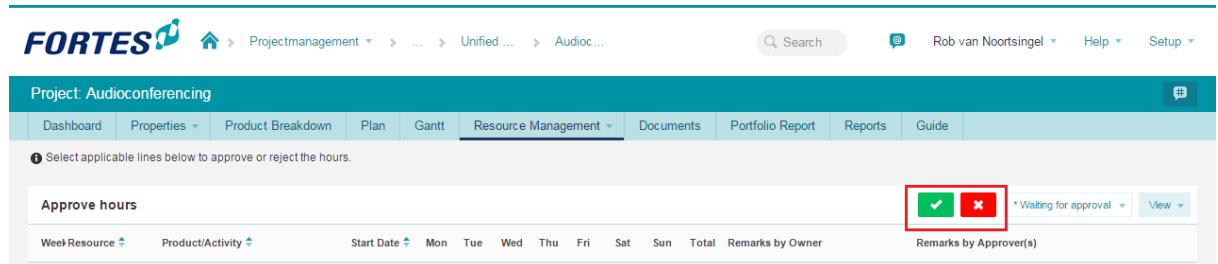 FORTES Projectmanagement ... Unified ... Audioc... Search Rob van Noortsingel Help Setup
Project: Audioconferencing
Dashboard Properties Product Breakdown Plan Gantt Resource Management Documents Portfolio Report Reports Guide
Select applicable lines below to approve or reject the hours.
Approve hours * Waiting for approval View
Week Resource Product/Activity Start Date Mon Tue Wed Thu Fri Sat Sun Total Remarks by Owner Remarks by Approver(s)